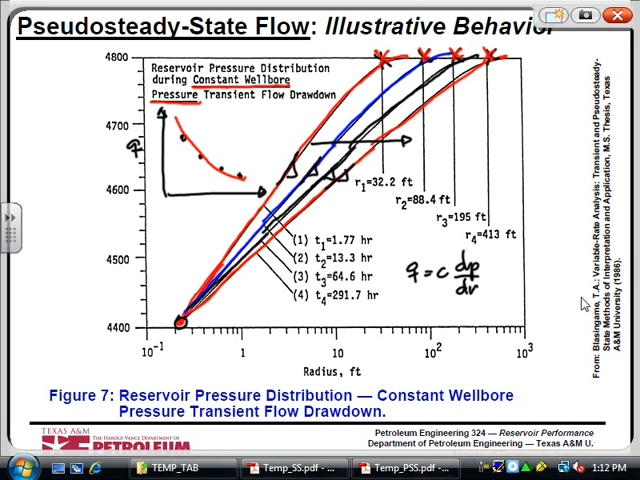 Pseudosteady-State Flow: Illustrative Behavior
Reservoir Pressure Distribution
during Constant Wellbore
Pressure Transient Flow Drawdown
4800
4700
4600
4500
4400
q
r1=32.2 ft
r2=88.4 ft
r3=195 ft
r4=413 ft
(1) t1=1.77 hr
(2) t2=13.3 hr
(3) t3=64.6 hr
(4) t4=291.7 hr
q = c dp/dr
10^-1 1 10 10^2 10^3
Radius, ft
From: Blasingame, T.A.: Variable-Rate Analysis: Transient and Pseudosteady-
State Methods of Interpretation and Application, M.S. Thesis, Texas
A&M University (1986).
Figure 7: Reservoir Pressure Distribution — Constant Wellbore
Pressure Transient Flow Drawdown.
TEXAS A&M
THE HAROLD VANCE DEPARTMENT OF
PETROLEUM
Petroleum Engineering 324 — Reservoir Performance
Department of Petroleum Engineering — Texas A&M U.
TEMP_TAB
Temp_SS.pdf - ...
Temp_PSS.pdf - ...
1:12 PM